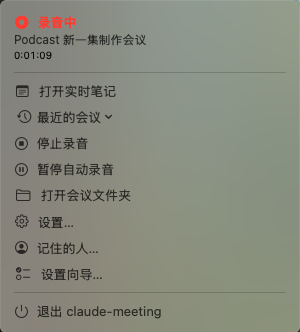 录音中
Podcast 新一集制作会议
0:01:09
打开实时笔记
最近的会议
停止录音
暂停自动录音
打开会议文件夹
设置...
记住的人...
设置向导...
退出 claude-meeting